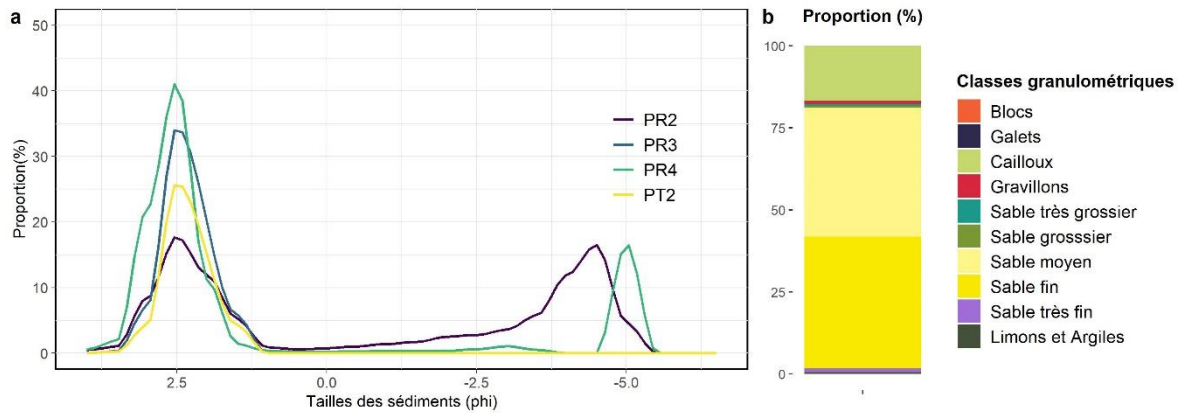 a
50
40
30
20
10
0
Proportion(%)
2.5
0.0
-2.5
-5.0
Tailles des sédiments (phi)
PR2
PR3
PR4
PT2
b
Proportion (%)
100
75
50
25
0
Classes granulométriques
Blocs
Galets
Cailloux
Gravillons
Sable très grossier
Sable grosssier
Sable moyen
Sable fin
Sable très fin
Limons et Argiles